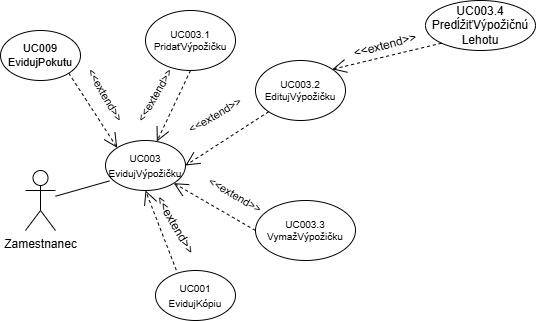 UC003.4
PredĺžiťVýpožičnú
Lehotu
UC003.1
PridaťVýpožičku
UC009
EvidujPokutu
<<extend>>
<<extend>>
<<extend>>
UC003.2
EditujVýpožičku
<<extend>>
UC003
EvidujVýpožičku
<<extend>>
Zamestnanec
<<extend>>
UC003.3
VymažVýpožičku
UC001
EvidujKópiu